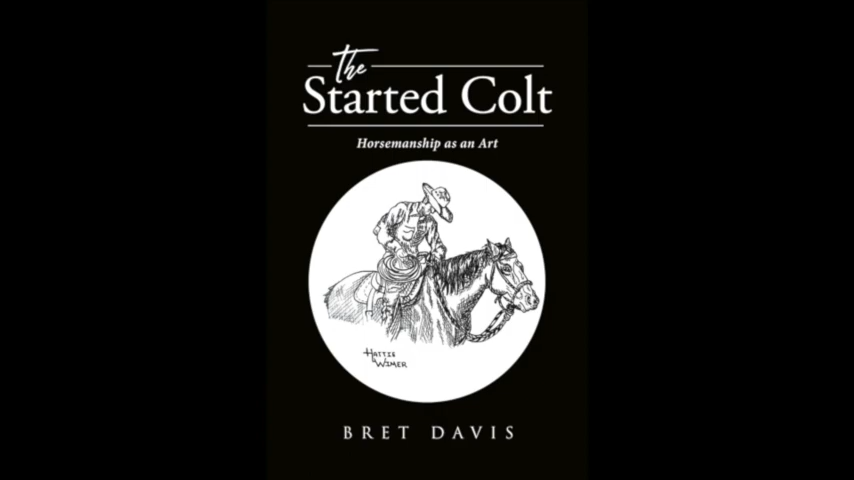 The
Started Colt
Horsemanship as an Art
HATTIE
WIMER
BRET DAVIS